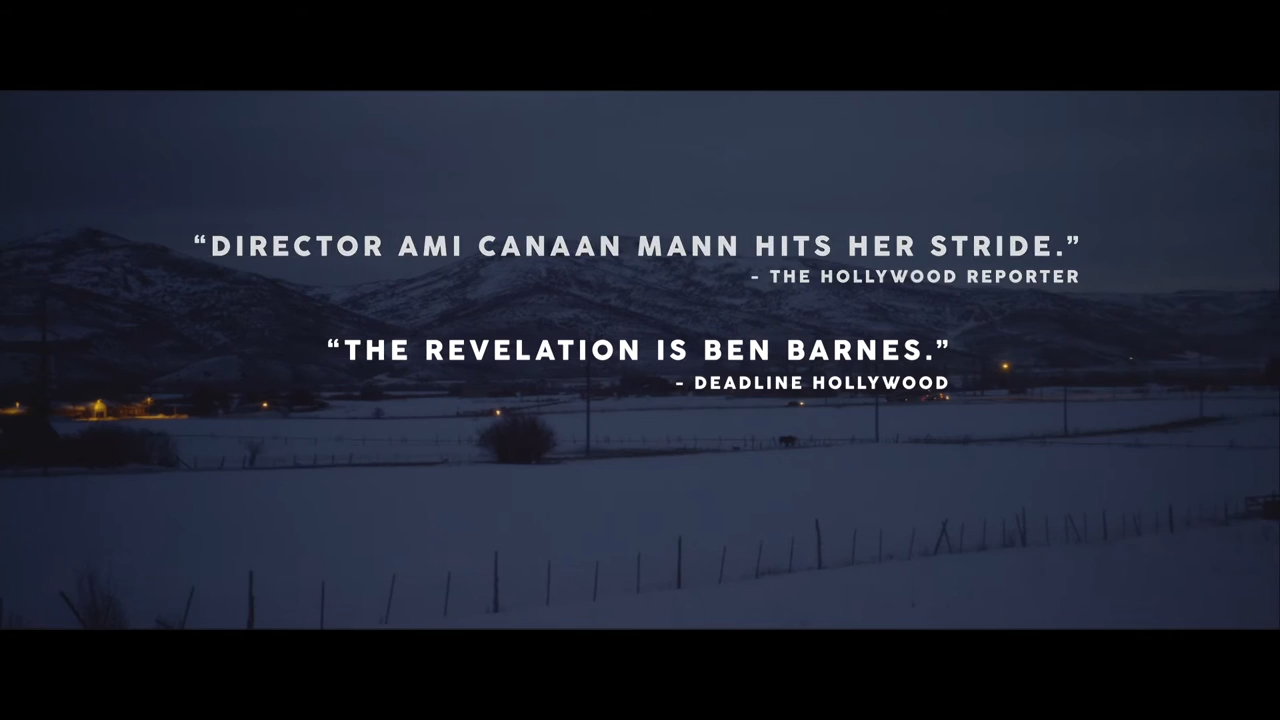 “DIRECTOR AMI CANAAN MANN HITS HER STRIDE.”
- THE HOLLYWOOD REPORTER
“THE REVELATION IS BEN BARNES.”
- DEADLINE HOLLYWOOD